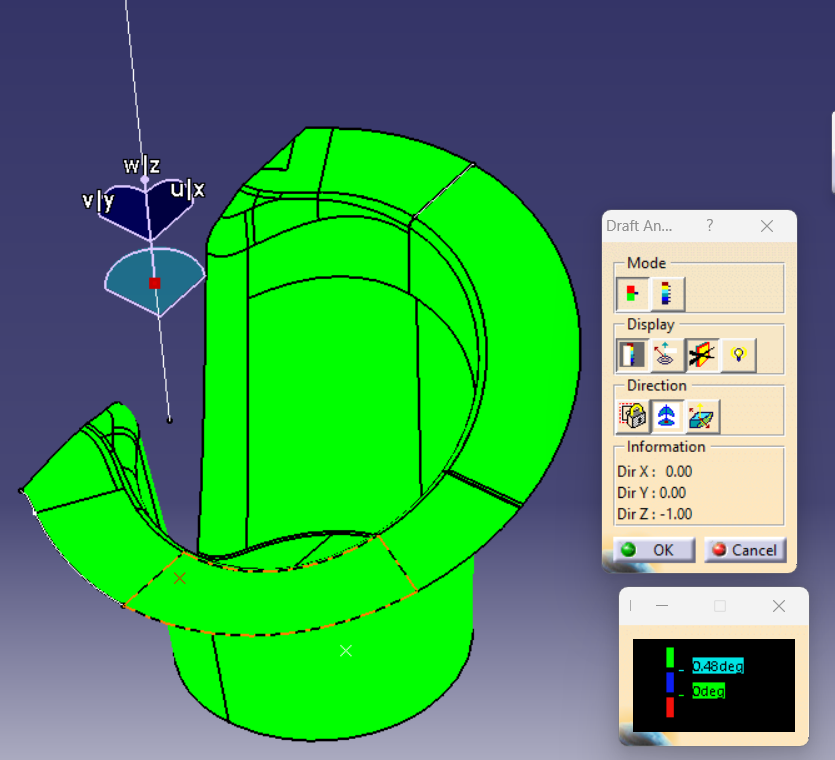 w|z
v|y
u|x
Draft An... ?
Mode
Display
Direction
Information
Dir X : 0.00
Dir Y : 0.00
Dir Z : -1.00
OK
Cancel
0.48deg
0deg